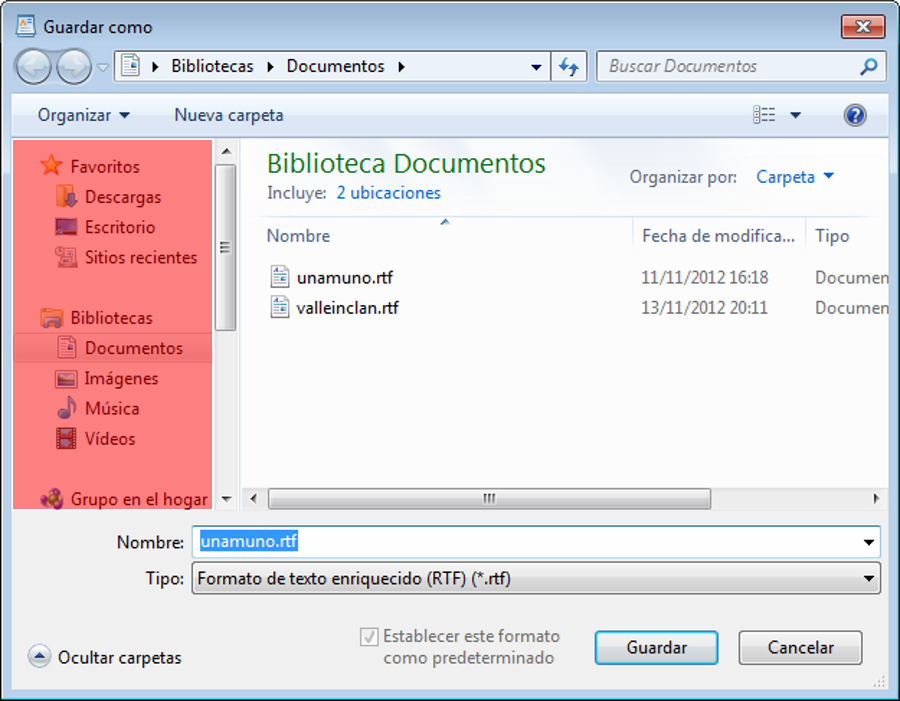 Guardar como
Bibliotecas Documentos
Buscar Documentos
Organizar
Nueva carpeta
Favoritos
Descargas
Escritorio
Sitios recientes
Bibliotecas
Documentos
Imágenes
Música
Vídeos
Grupo en el hogar
Biblioteca Documentos
Incluye: 2 ubicaciones
Organizar por: Carpeta
Nombre Fecha de modifica... Tipo
unamuno.rtf 11/11/2012 16:18 Documen
valleinclan.rtf 13/11/2012 20:11 Documen
Nombre: unamuno.rtf
Tipo: Formato de texto enriquecido (RTF) (*.rtf)
Ocultar carpetas
Establecer este formato
como predeterminado
Guardar
Cancelar